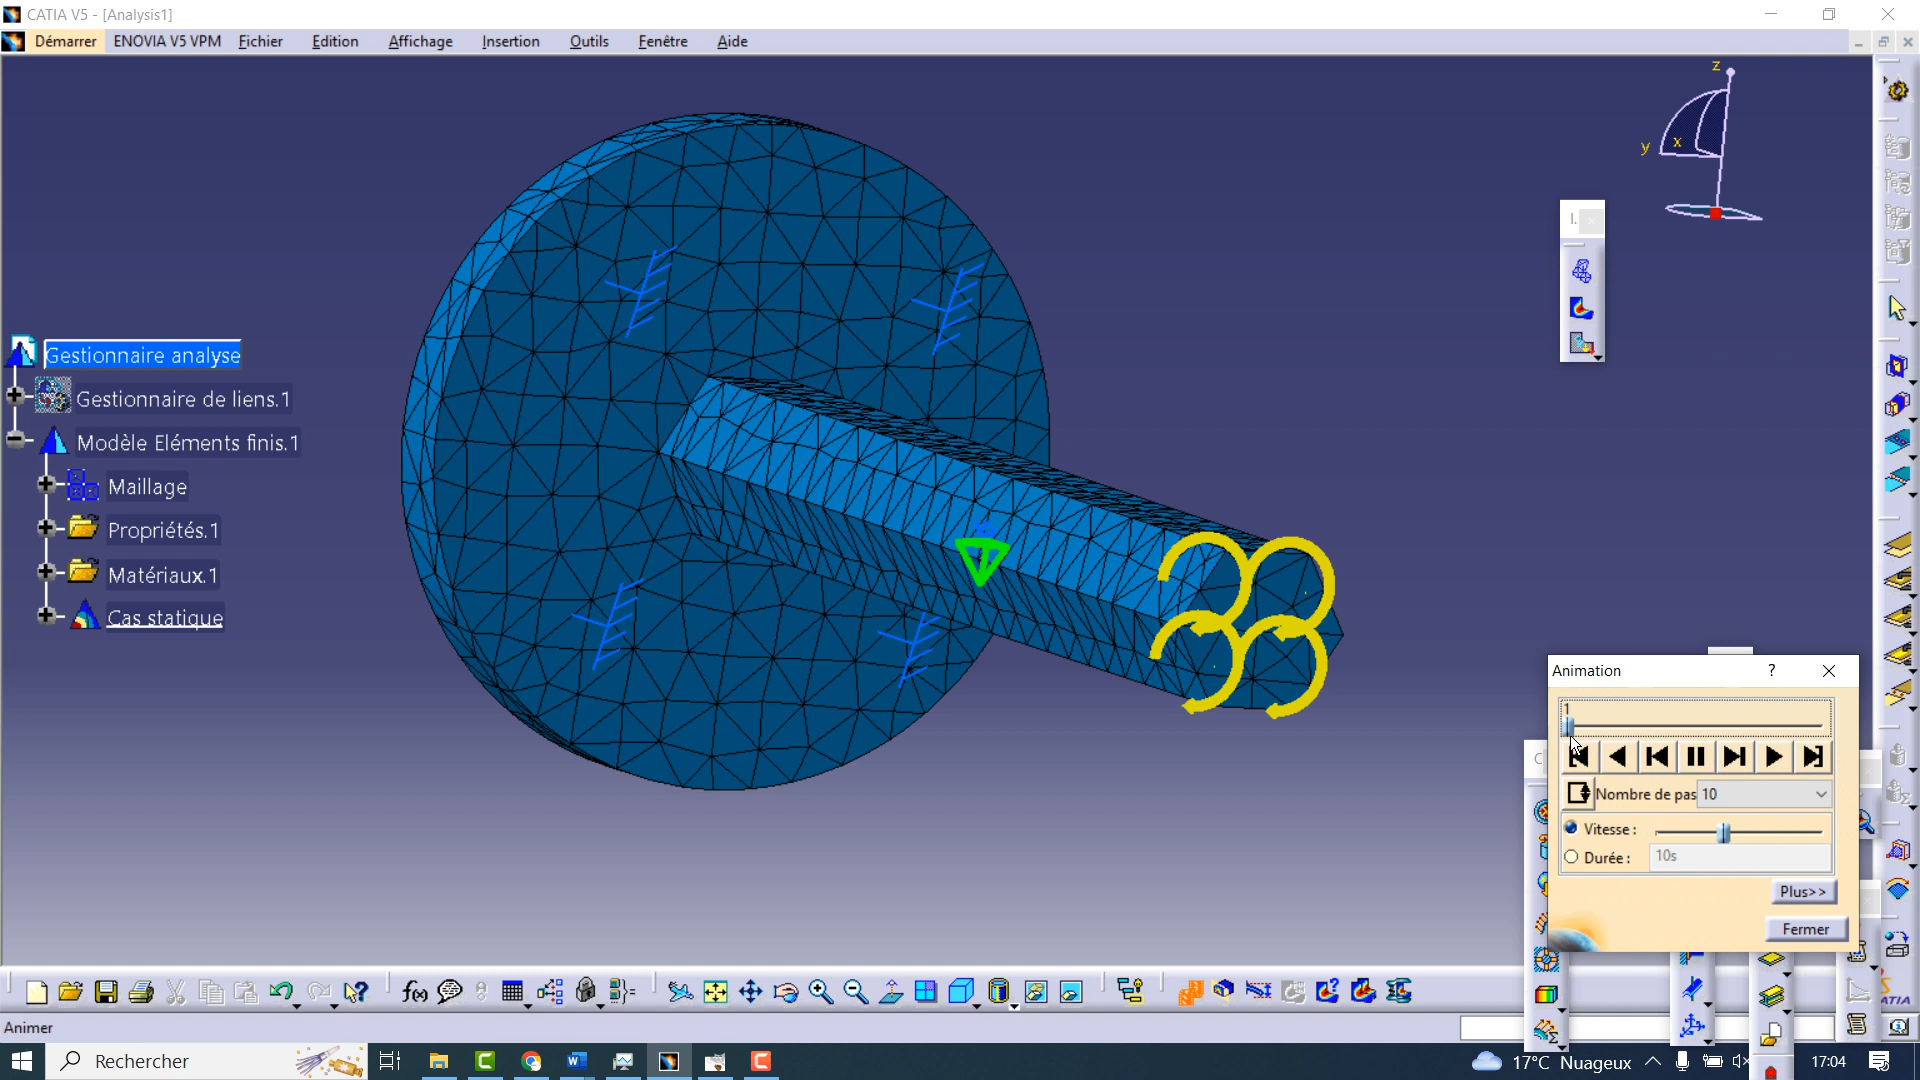 CATIA V5 - [Analysis1]
Démarrer ENOVIA V5 VPM Fichier Edition Affichage Insertion Outils Fenêtre Aide
z
y x
I.
Gestionnaire analyse
Gestionnaire de liens.1
Modèle Eléments finis.1
Maillage
Propriétés.1
Matériaux.1
Cas statique
Animation ?
1
C
Nombre de pas 10
Vitesse :
Durée : 10s
Plus>>
Fermer
f(x)
CATIA
Animer
Rechercher
17°C Nuageux 17:04